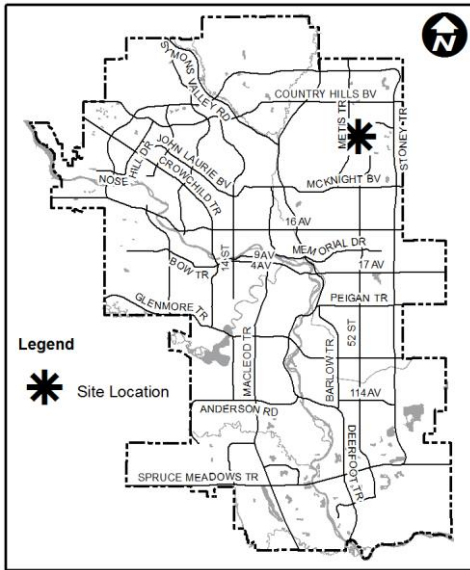 N
SYMONS VALLEY RD
COUNTRY HILLS BV
METIS TR
STONEY TR
JOHN LAURIE BV
HILL DR
NOSE
CROWCHILD TR
MCKNIGHT BV
16 AV
14 ST
MEMORIAL DR
9 AV
4 AV
17 AV
BOW TR
PEIGAN TR
GLENMORE TR
52 ST
Legend
Site Location
MACLEOD TR
BARLOW TR
114 AV
ANDERSON RD
DEERFOOT TR
SPRUCE MEADOWS TR